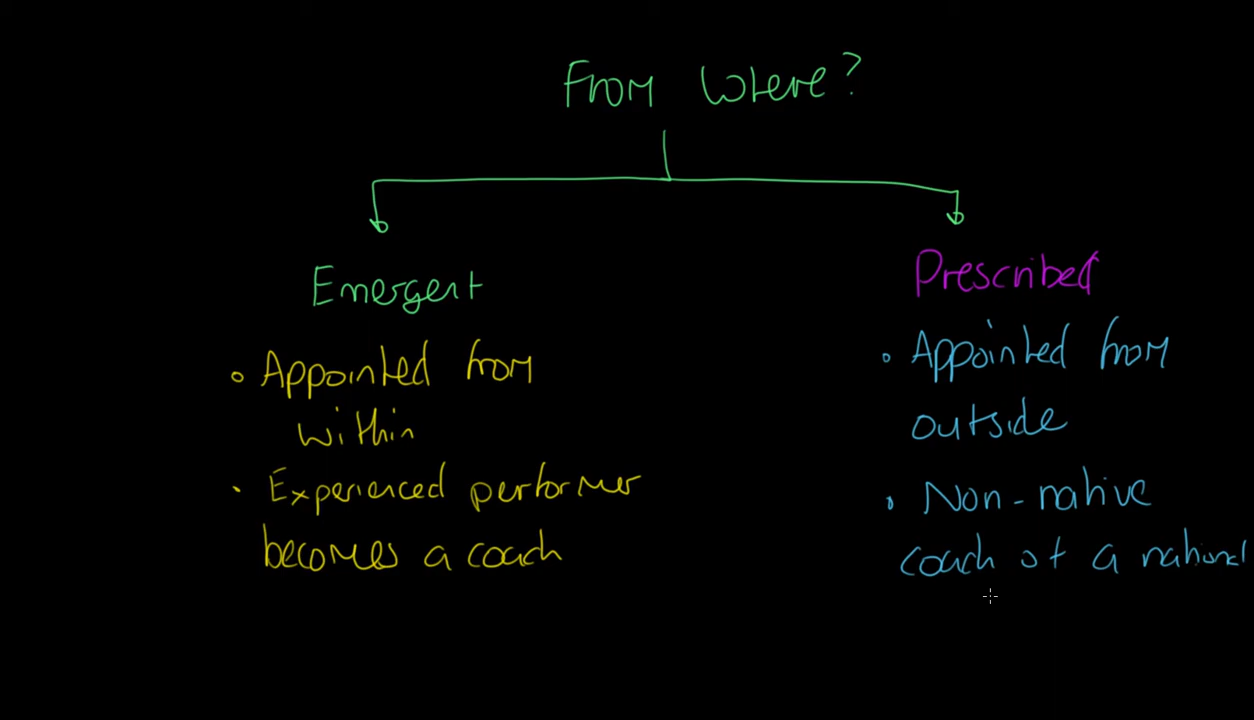 From Where?
Emergent
• Appointed from
within
• Experienced performer
becomes a coach
Prescribed
• Appointed from
outside
• Non-native
coach of a national